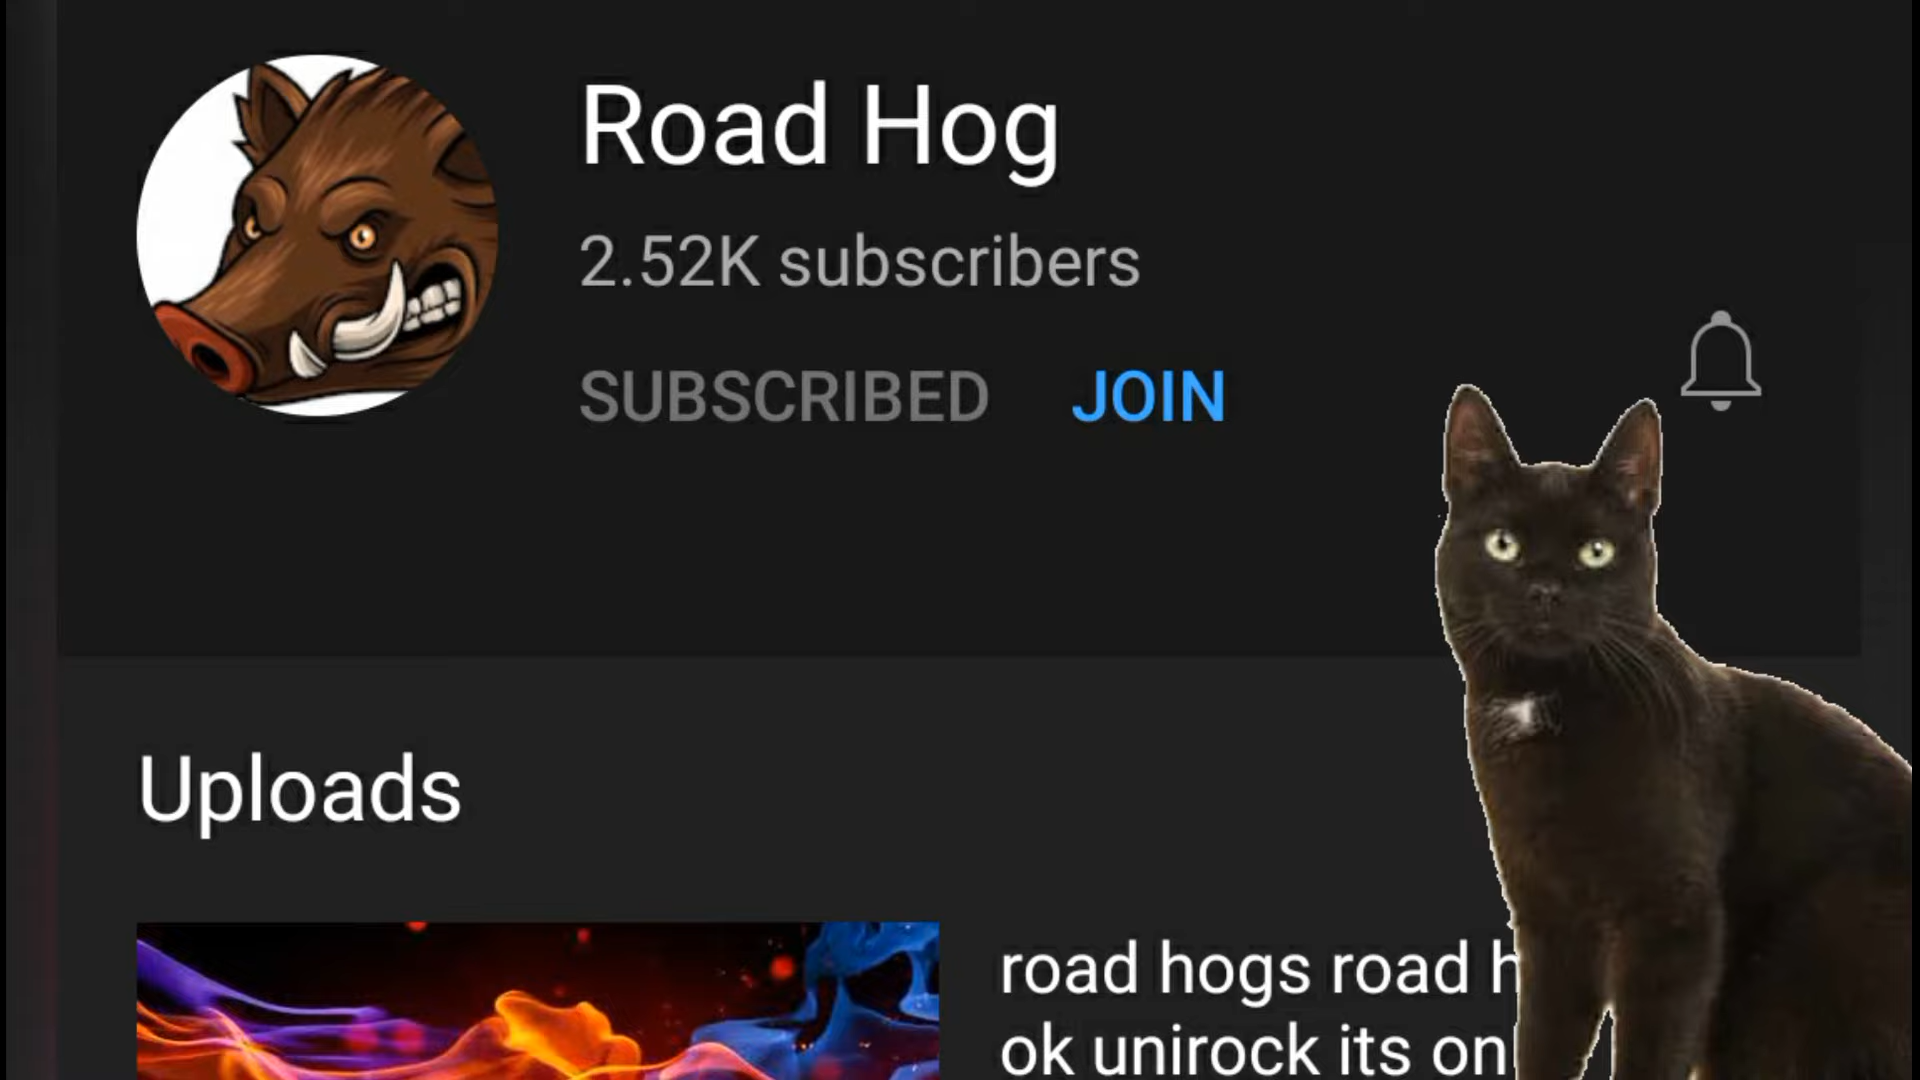 Road Hog
2.52K subscribers
SUBSCRIBED JOIN
Uploads
road hogs road
ok unirock its